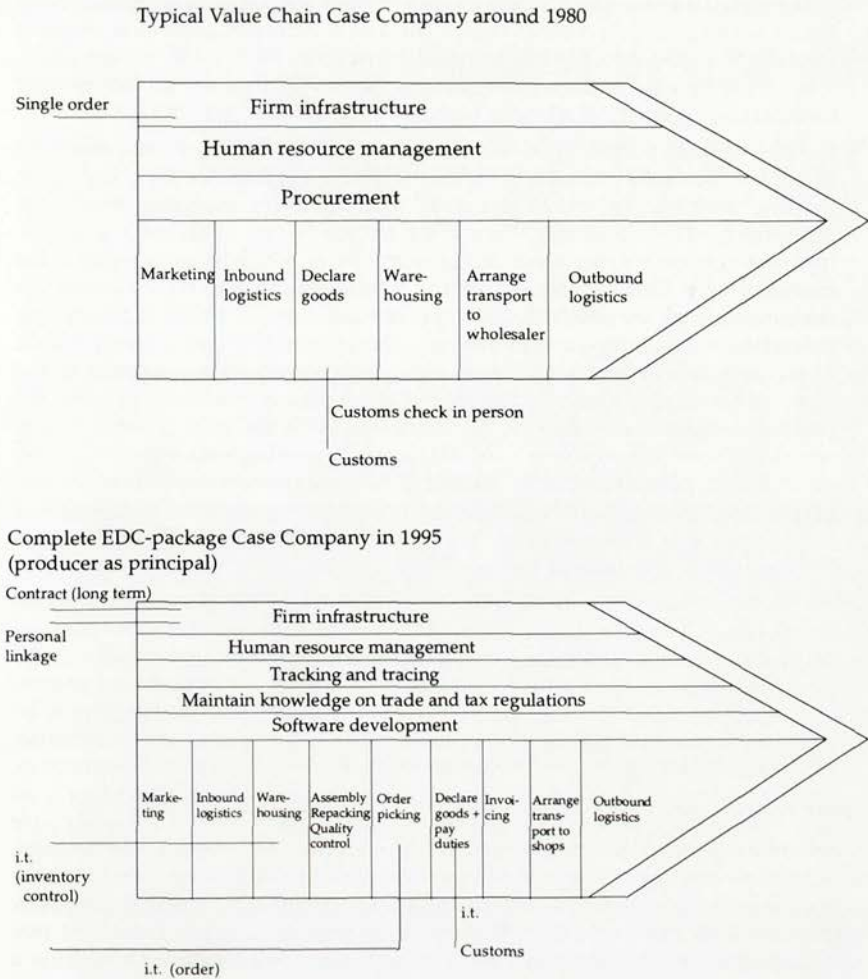 Typical Value Chain Case Company around 1980
Single order
Firm infrastructure
Human resource management
Procurement
Marketing
Inbound
logistics
Declare
goods
Ware-
housing
Arrange
transport
to
wholesaler
Outbound
logistics
Customs check in person
Customs
Complete EDC-package Case Company in 1995
(producer as principal)
Contract (long term)
Personal
linkage
Firm infrastructure
Human resource management
Tracking and tracing
Maintain knowledge on trade and tax regulations
Software development
Marke-
ting
Inbound
logistics
Ware-
housing
Assembly
Repacking
Quality
control
Order
picking
Declare
goods +
pay
duties
Invoi-
cing
Arrange
trans-
port to
shops
Outbound
logistics
i.t.
(inventory
control)
i.t.
Customs
i.t. (order)